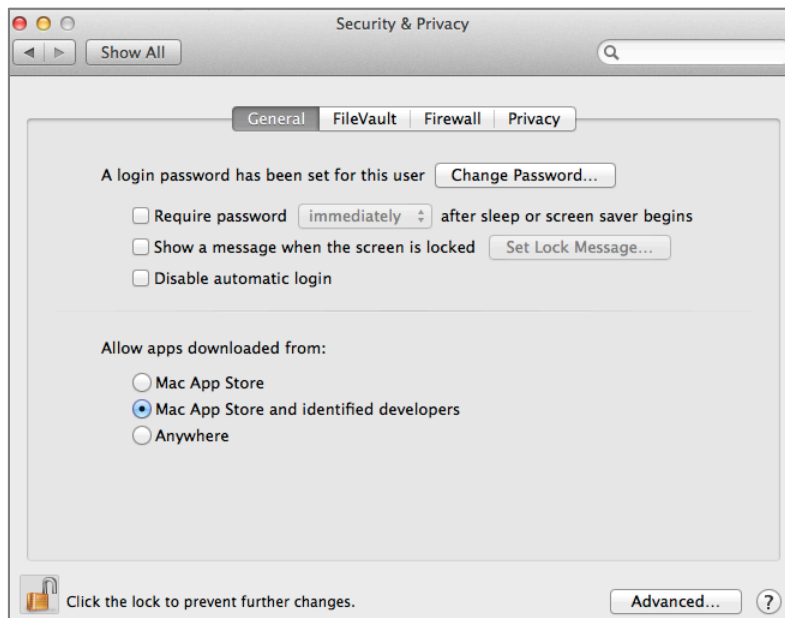 Security & Privacy
Show All
General FileVault Firewall Privacy
A login password has been set for this user Change Password...
Require password immediately after sleep or screen saver begins
Show a message when the screen is locked Set Lock Message...
Disable automatic login
Allow apps downloaded from:
Mac App Store
Mac App Store and identified developers
Anywhere
Click the lock to prevent further changes. Advanced... ?